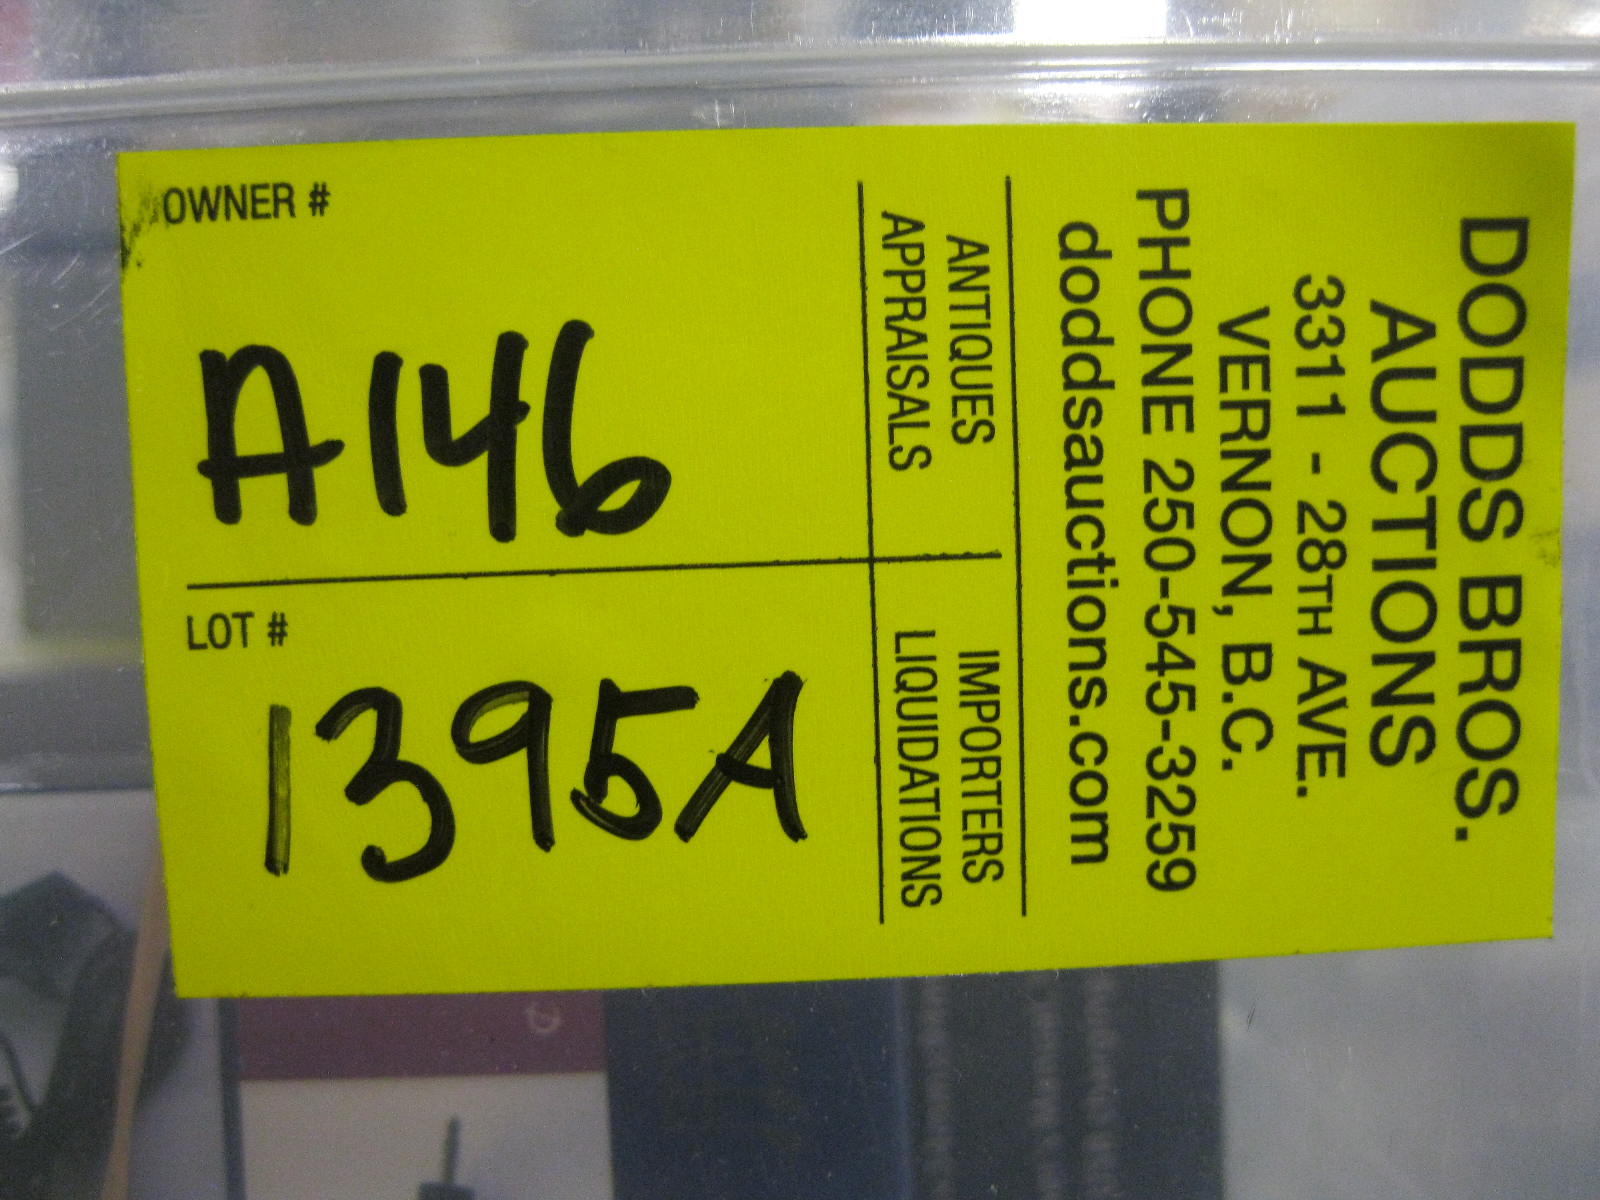 DODDS BROS.
AUCTIONS
3311 - 28TH AVE.
VERNON, B.C.
PHONE 250-545-3259
doddsauctions.com
ANTIQUES
APPRAISALS
IMPORTERS
LIQUIDATIONS
OWNER #
A146
LOT #
1395A